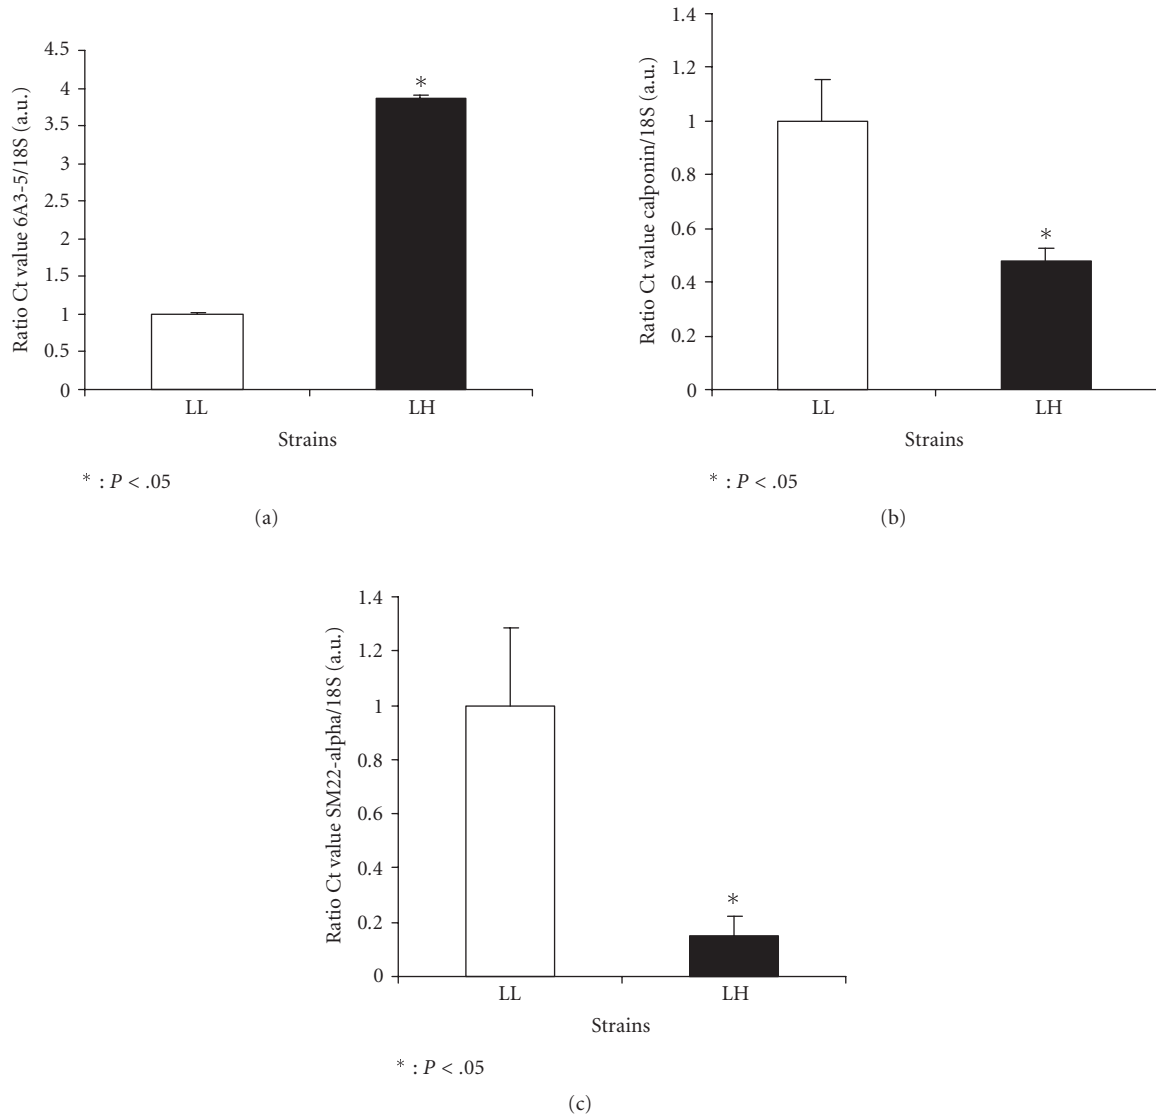 Ratio Ct value 6A3-5/18S (a.u.)
4.5
4
3.5
3
2.5
2
1.5
1
0.5
0
*
LL
LH
Strains
* : P < .05
(a)
Ratio Ct value calponin/18S (a.u.)
1.4
1.2
1
0.8
0.6
0.4
0.2
0
*
LL
LH
Strains
* : P < .05
(b)
Ratio Ct value SM22-alpha/18S (a.u.)
1.4
1.2
1
0.8
0.6
0.4
0.2
0
*
LL
LH
Strains
* : P < .05
(c)